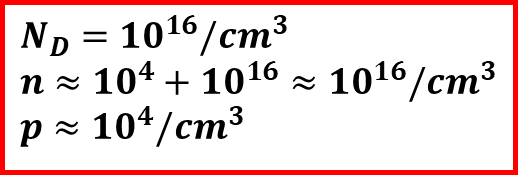 N_D = 10^16/cm^3
n ≈ 10^4 + 10^16 ≈ 10^16/cm^3
p ≈ 10^4/cm^3